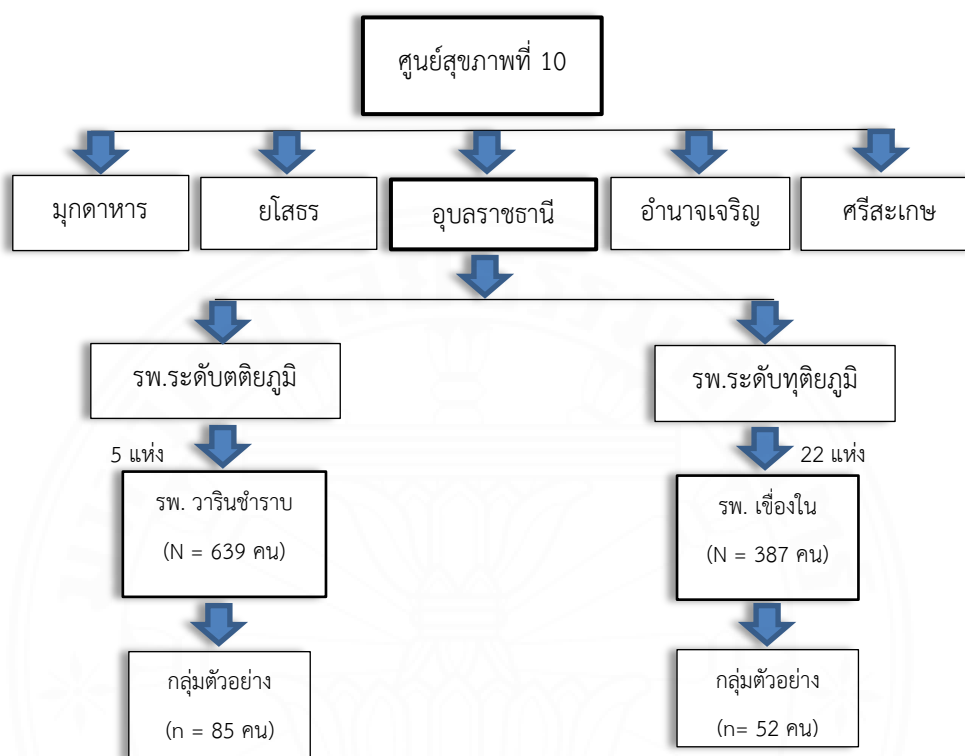 ศูนย์สุขภาพที่ 10
มุกดาหาร
ยโสธร
อุบลราชธานี
อำนาจเจริญ
ศรีสะเกษ
รพ.ระดับตติยภูมิ
รพ.ระดับทุติยภูมิ
5 แห่ง
22 แห่ง
รพ. วารินชำราบ
(N = 639 คน)
รพ. เขื่องใน
(N = 387 คน)
กลุ่มตัวอย่าง
(n = 85 คน)
กลุ่มตัวอย่าง
(n= 52 คน)